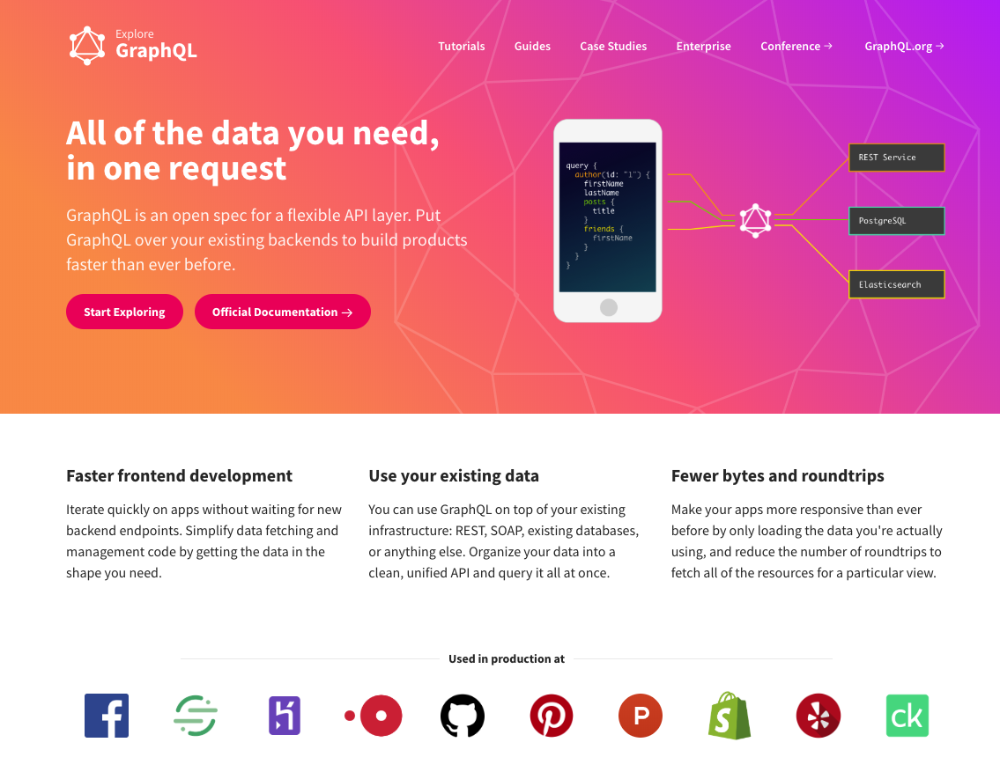 Explore
GraphQL
Tutorials
Guides
Case Studies
Enterprise
Conference →
GraphQL.org →
All of the data you need,
in one request
GraphQL is an open spec for a flexible API layer. Put
GraphQL over your existing backends to build products
faster than ever before.
Start Exploring
Official Documentation →
query {
author(id: "1") {
firstName
lastName
posts {
title
}
friends {
firstName
}
}
}
REST Service
PostgreSQL
Elasticsearch
Faster frontend development
Iterate quickly on apps without waiting for new
backend endpoints. Simplify data fetching and
management code by getting the data in the
shape you need.
Use your existing data
You can use GraphQL on top of your existing
infrastructure: REST, SOAP, existing databases,
or anything else. Organize your data into a
clean, unified API and query it all at once.
Fewer bytes and roundtrips
Make your apps more responsive than ever
before by only loading the data you're actually
using, and reduce the number of roundtrips to
fetch all of the resources for a particular view.
Used in production at
f
P
S
ck